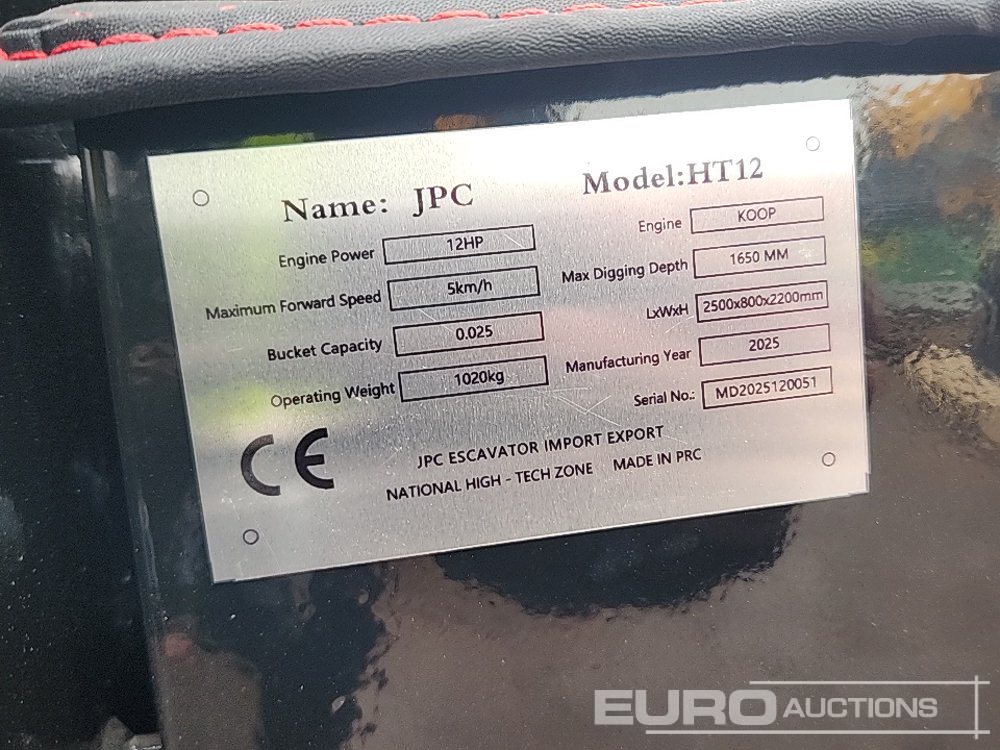 Name: JPC Model:HT12
Engine Power 12HP Engine KOOP
Maximum Forward Speed 5km/h Max Digging Depth 1650 MM
Bucket Capacity 0.025 LxWxH 2500x800x2200mm
Operating Weight 1020kg Manufacturing Year 2025
Serial No.: MD2025120051
CE
JPC ESCAVATOR IMPORT EXPORT
NATIONAL HIGH - TECH ZONE MADE IN PRC
EURO AUCTIONS